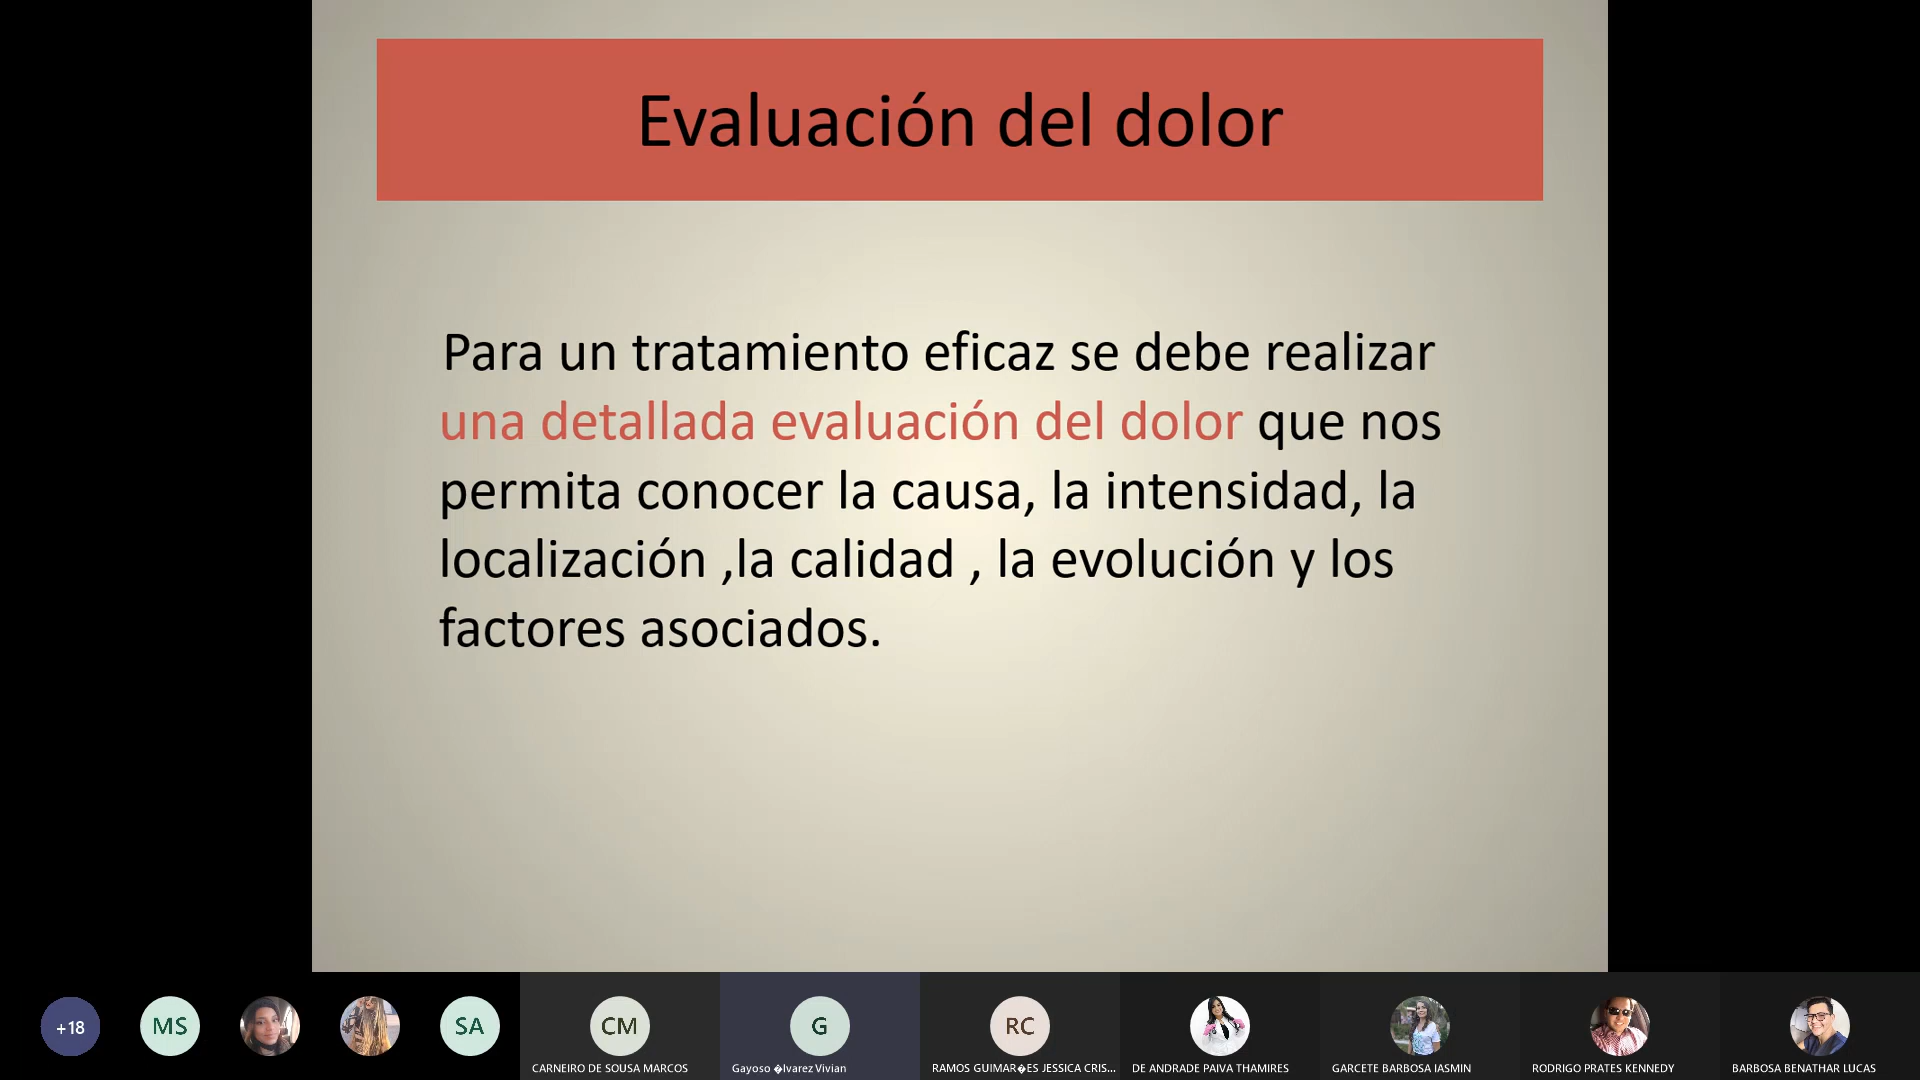 Evaluación del dolor
Para un tratamiento eficaz se debe realizar
una detallada evaluación del dolor que nos
permita conocer la causa, la intensidad, la
localización ,la calidad , la evolución y los
factores asociados.
+18
MS
SA
CM
G
RC
CARNEIRO DE SOUSA MARCOS
Gayoso �lvarez Vivian
RAMOS GUIMAR�ES JESSICA CRIS...
DE ANDRADE PAIVA THAMIRES
GARCETE BARBOSA IASMIN
RODRIGO PRATES KENNEDY
BARBOSA BENATHAR LUCAS